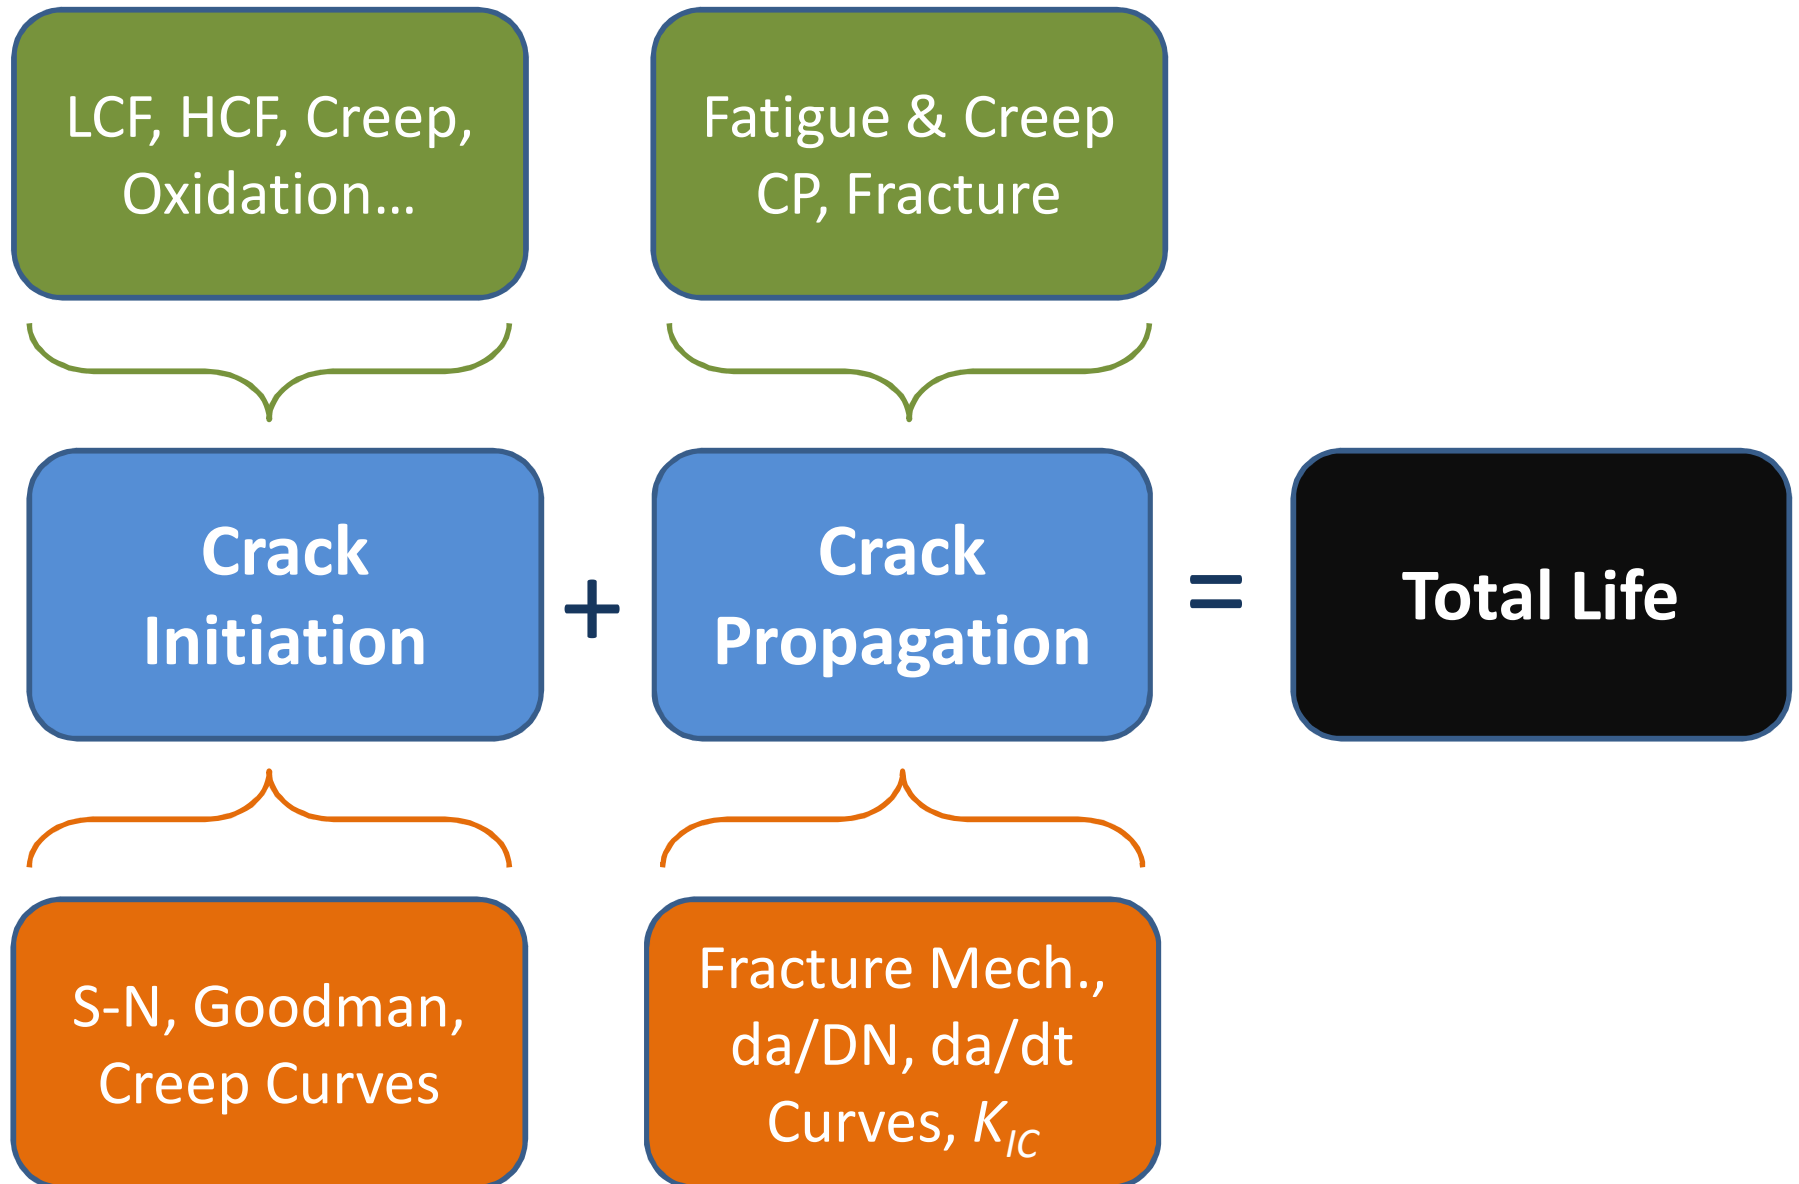 LCF, HCF, Creep,
Oxidation...
Fatigue & Creep
CP, Fracture
Crack
Initiation
+
Crack
Propagation
=
Total Life
S-N, Goodman,
Creep Curves
Fracture Mech.,
da/DN, da/dt
Curves, K_IC